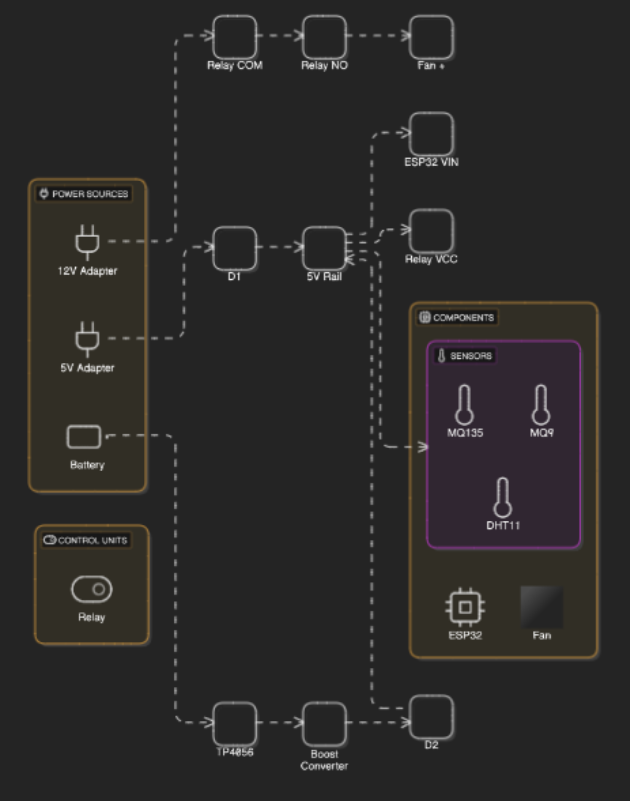 Relay COM
Relay NO
Fan +
ESP32 VIN
POWER SOURCES
12V Adapter
D1
5V Rail
Relay VCC
COMPONENTS
SENSORS
5V Adapter
MQ135
MQ9
Battery
DHT11
CONTROL UNITS
Relay
ESP32
Fan
TP4056
Boost
Converter
D2